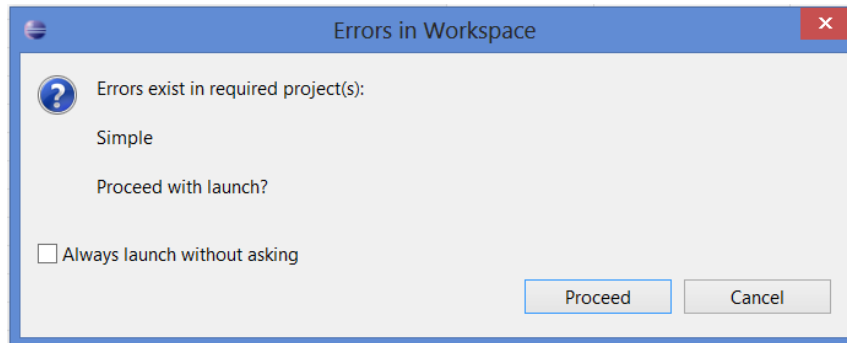 Errors in Workspace
Errors exist in required project(s):
Simple
Proceed with launch?
Always launch without asking
Proceed
Cancel